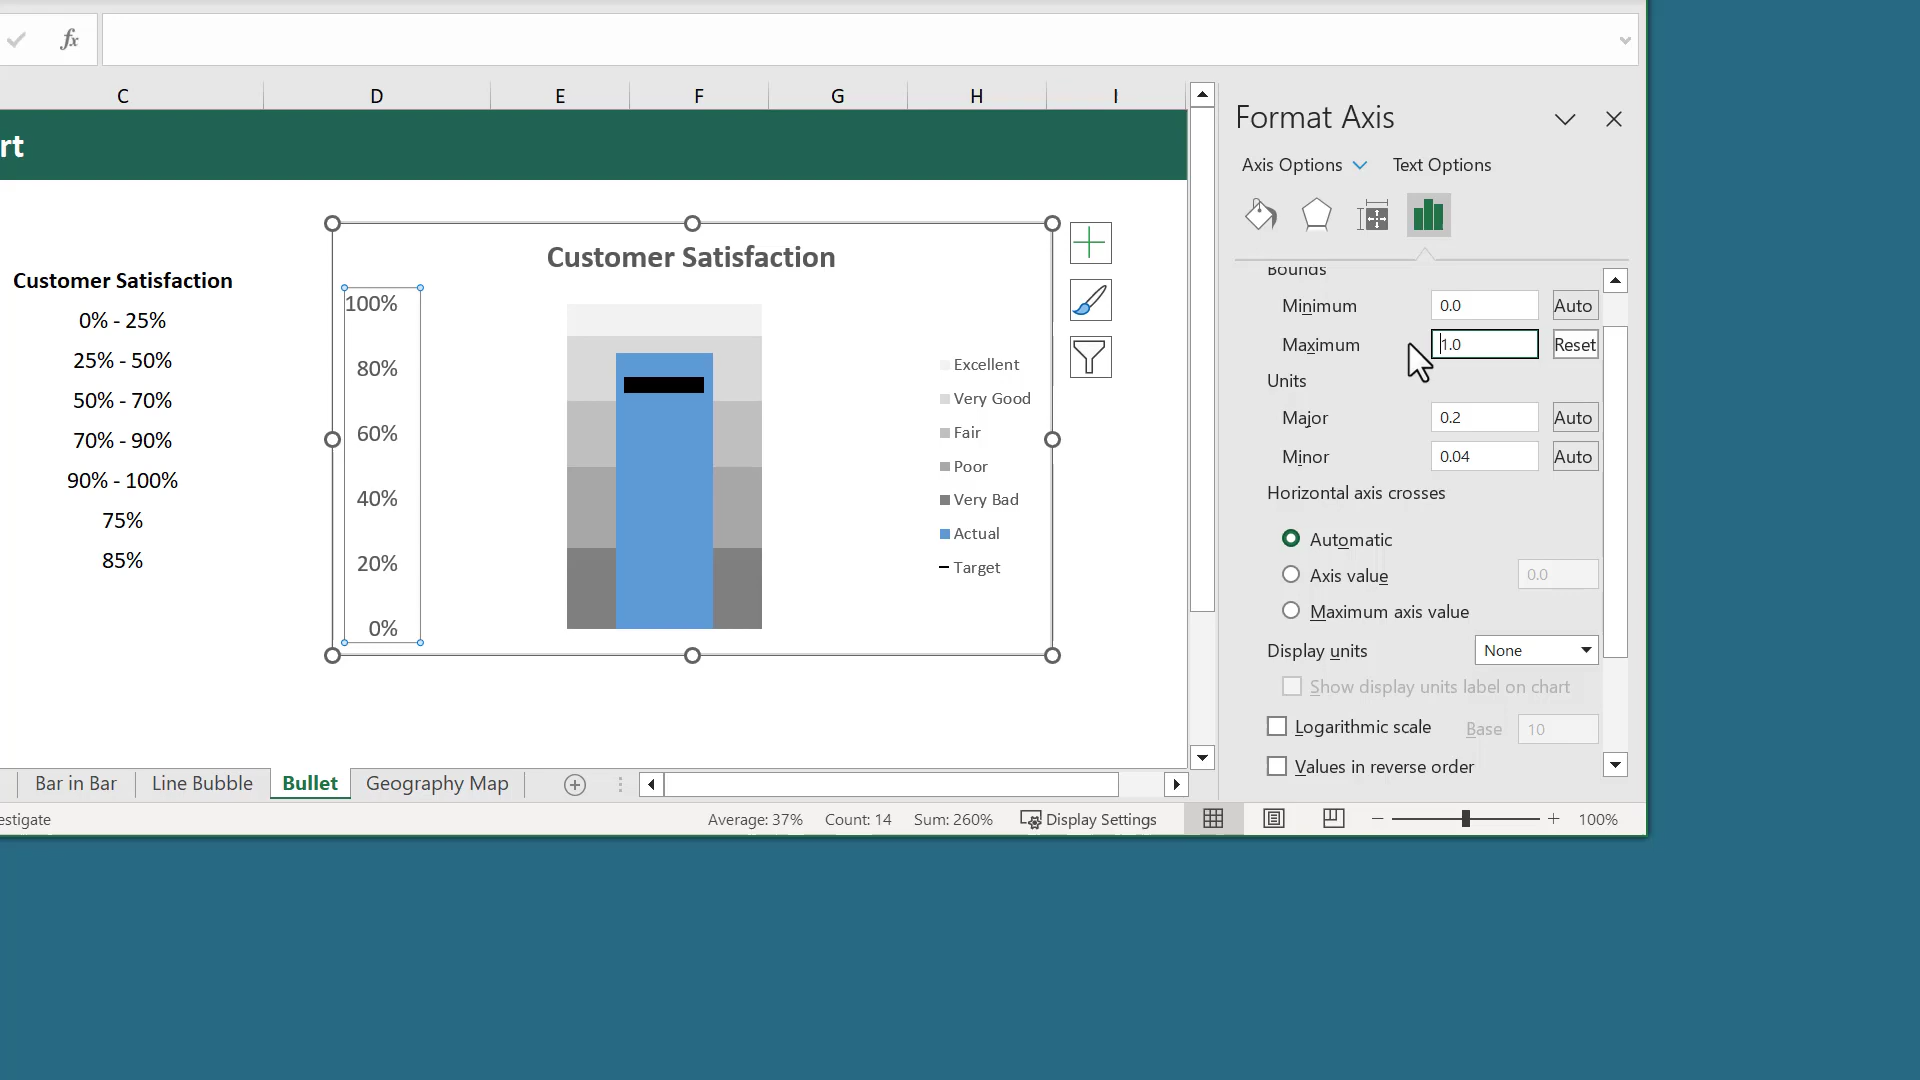 fx
C D E F G H I
rt
Customer Satisfaction
0% - 25%
25% - 50%
50% - 70%
70% - 90%
90% - 100%
75%
85%
Customer Satisfaction
100%
80%
60%
40%
20%
0%
Excellent
Very Good
Fair
Poor
Very Bad
Actual
Target
Format Axis
Axis Options Text Options
Bounds
Minimum 0.0 Auto
Maximum 1.0 Reset
Units
Major 0.2 Auto
Minor 0.04 Auto
Horizontal axis crosses
Automatic
Axis value 0.0
Maximum axis value
Display units None
Show display units label on chart
Logarithmic scale Base 10
Values in reverse order
Bar in Bar Line Bubble Bullet Geography Map
estigate Average: 37% Count: 14 Sum: 260% Display Settings 100%